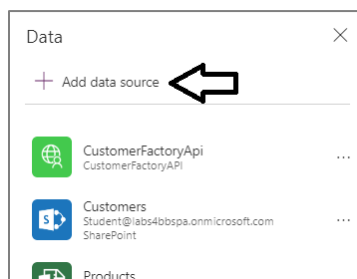 Data
Add data source
CustomerFactoryApi
CustomerFactoryAPI
Customers
Student@labs4bbspa.onmicrosoft.com
SharePoint
Products